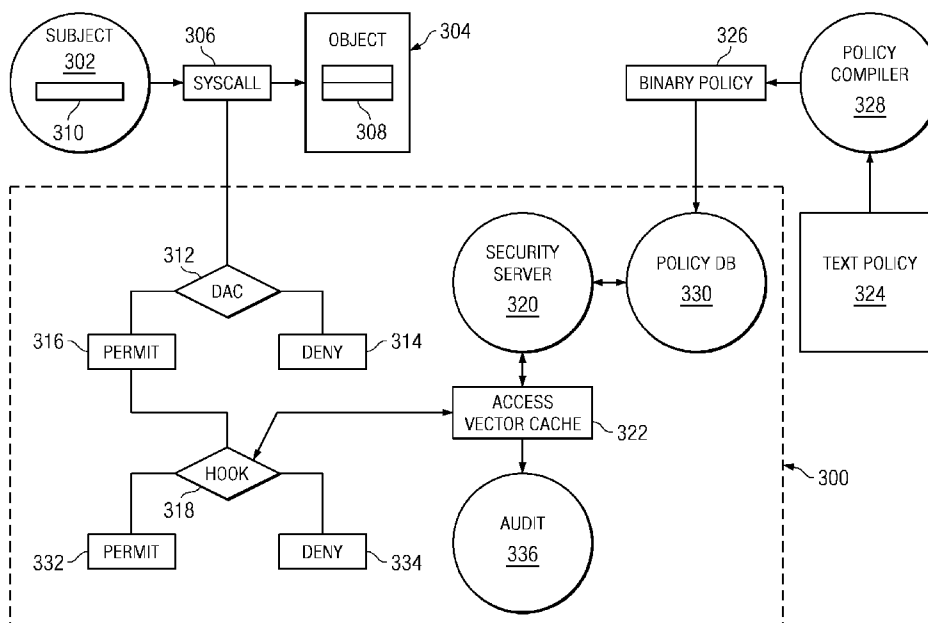 SUBJECT
302
310
306
SYSCALL
OBJECT
304
308
326
BINARY POLICY
POLICY
COMPILER
328
TEXT POLICY
324
312
DAC
316
PERMIT
DENY
314
SECURITY
SERVER
320
POLICY DB
330
ACCESS
VECTOR CACHE
322
HOOK
318
332
PERMIT
DENY
334
AUDIT
336
300